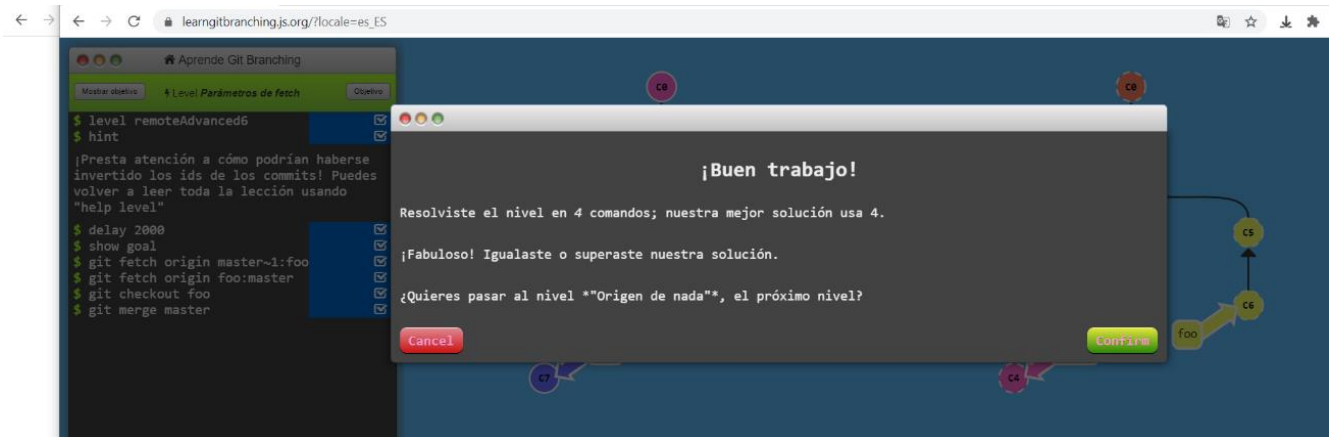 learngitbranching.js.org/?locale=es_ES
Aprende Git Branching
Mostrar objetivo
Level Parámetros de fetch
Objetivo
$ level remoteAdvanced6
$ hint
¡Presta atención a cómo podrían haberse
invertido los ids de los commits! Puedes
volver a leer toda la lección usando
"help level"
$ delay 2000
$ show goal
$ git fetch origin master~1:foo
$ git fetch origin foo:master
$ git checkout foo
$ git merge master
C0
C0
¡Buen trabajo!
Resolviste el nivel en 4 comandos; nuestra mejor solución usa 4.
¡Fabuloso! Igualaste o superaste nuestra solución.
¿Quieres pasar al nivel *"Origen de nada"*, el próximo nivel?
Cancel
Confirm
C5
C6
foo
C7
C4